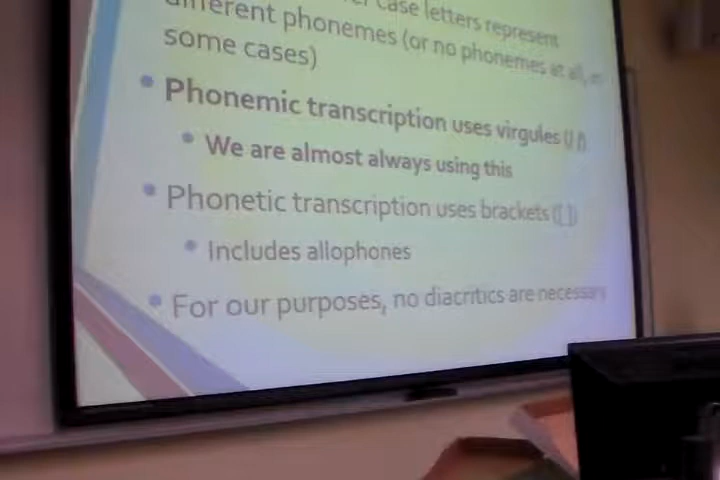 case letters represent
different phonemes (or no phonemes at all, in
some cases)
• Phonemic transcription uses virgules (/ /)
• We are almost always using this
• Phonetic transcription uses brackets ([ ])
• Includes allophones
• For our purposes, no diacritics are necessary